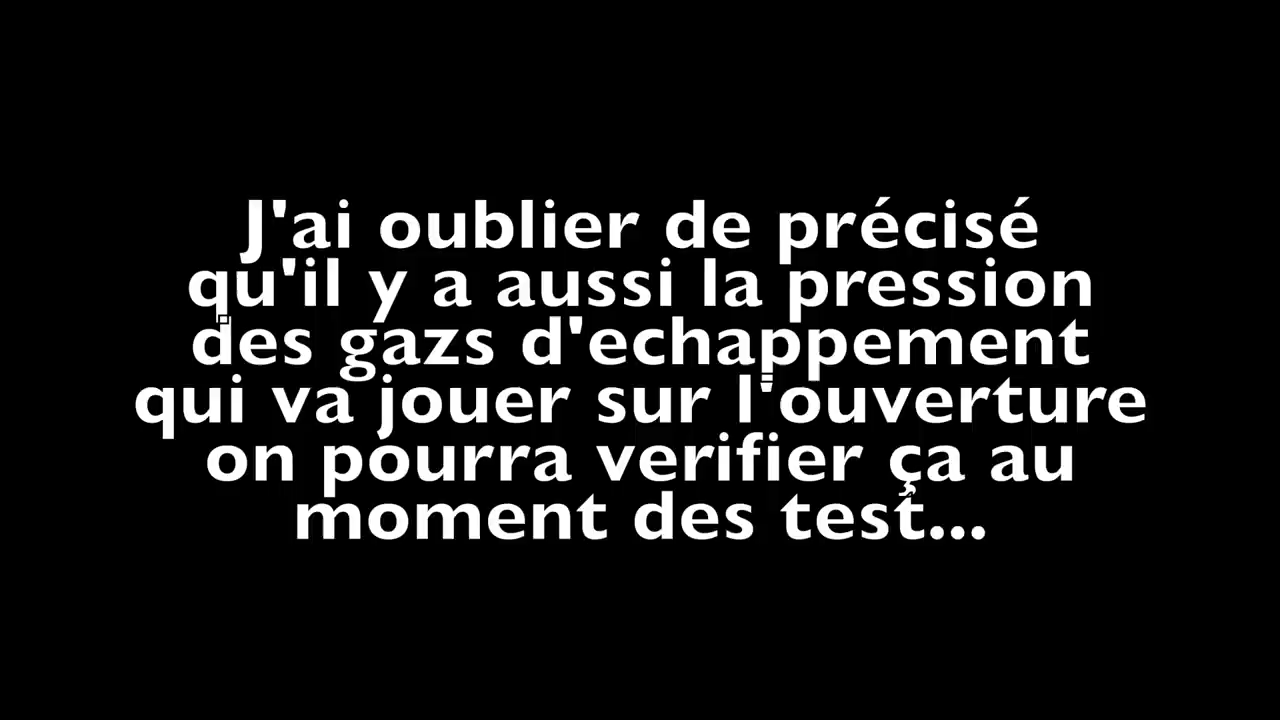 J'ai oublier de précisé
qu'il y a aussi la pression
des gazs d'echappement
qui va jouer sur l'ouverture
on pourra verifier ça au
moment des test...